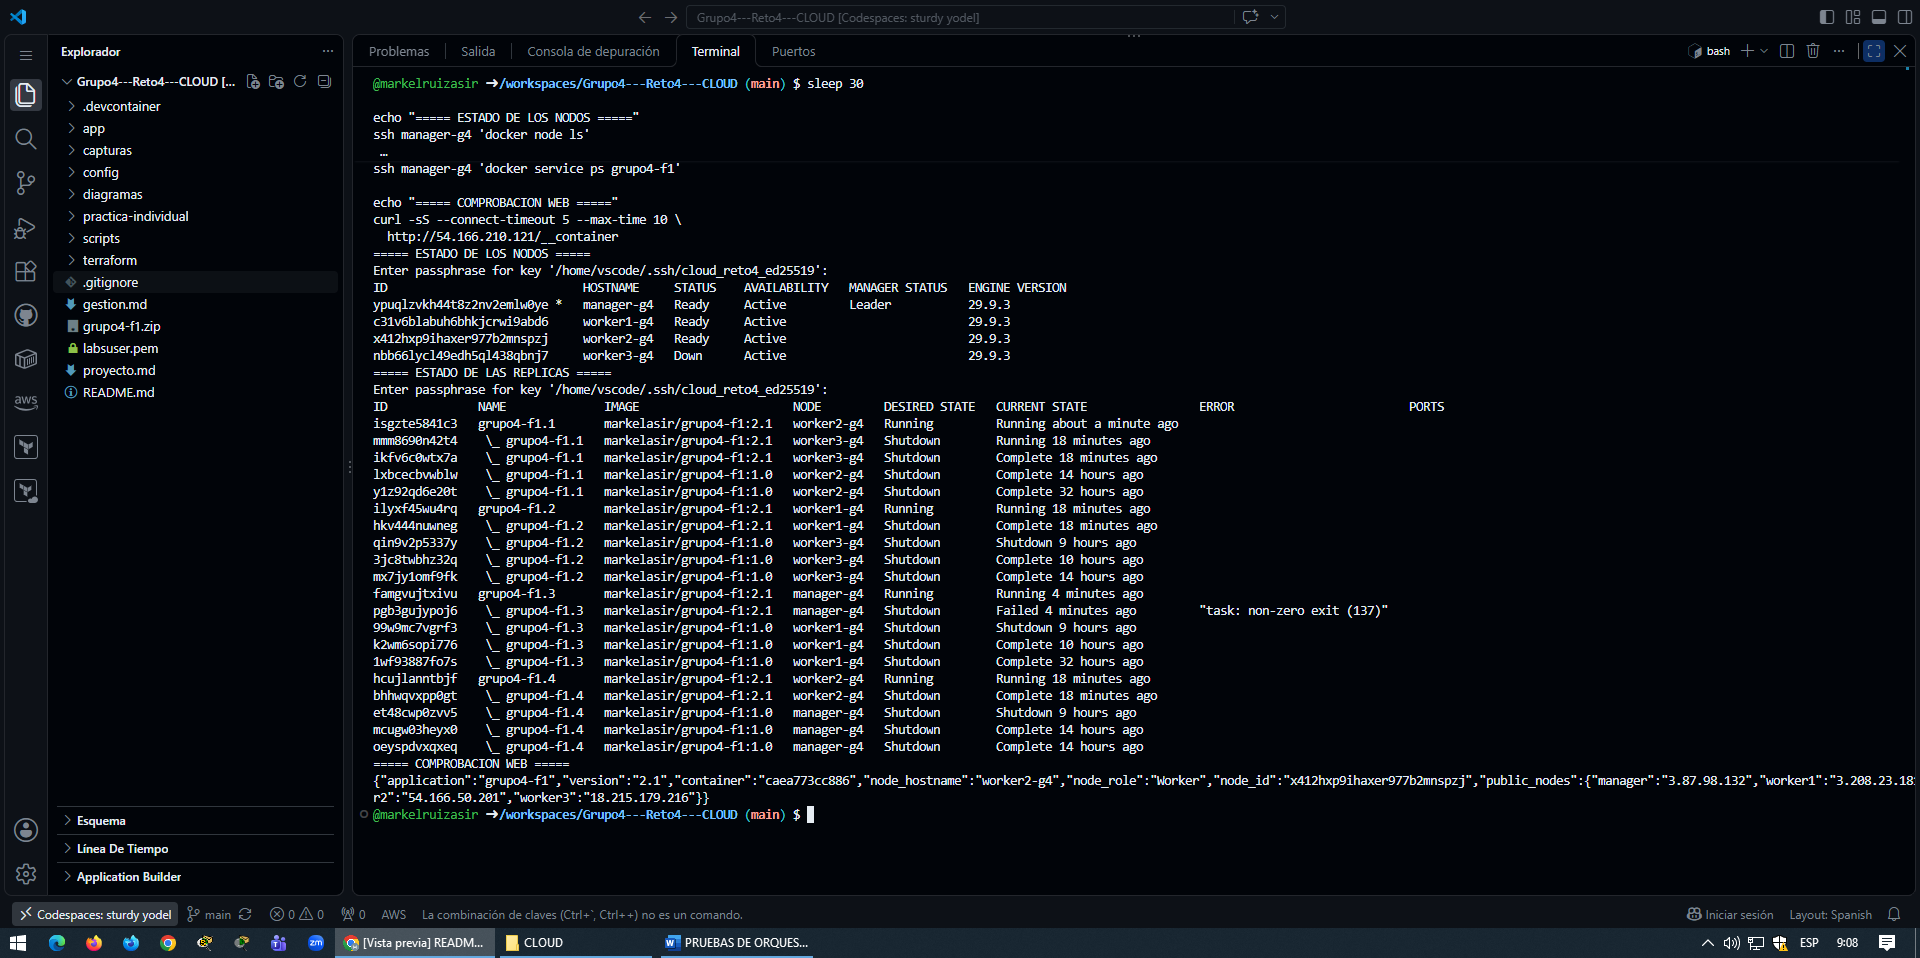 Grupo4---Reto4---CLOUD [Codespaces: sturdy yodel]
Explorador
Problemas
Salida
Consola de depuración
Terminal
Puertos
bash
Grupo4---Reto4---CLOUD [...
.devcontainer
app
capturas
config
diagramas
practica-individual
scripts
terraform
.gitignore
gestion.md
grupo4-f1.zip
labsuser.pem
proyecto.md
README.md
aws
Esquema
Línea De Tiempo
Application Builder
@markelruizasir ➜/workspaces/Grupo4---Reto4---CLOUD (main) $ sleep 30
echo "===== ESTADO DE LOS NODOS ====="
ssh manager-g4 'docker node ls'
…
ssh manager-g4 'docker service ps grupo4-f1'
echo "===== COMPROBACION WEB ====="
curl -sS --connect-timeout 5 --max-time 10 \
http://54.166.210.121/__container
===== ESTADO DE LOS NODOS =====
Enter passphrase for key '/home/vscode/.ssh/cloud_reto4_ed25519':
ID HOSTNAME STATUS AVAILABILITY MANAGER STATUS ENGINE VERSION
ypuqlzvkh44t8z2nv2emlw0ye * manager-g4 Ready Active Leader 29.9.3
c31v6blabuh6bhkjcrwi9abd6 worker1-g4 Ready Active 29.9.3
x412hxp9ihaxer977b2mnspzj worker2-g4 Ready Active 29.9.3
nbb66lycl49edh5ql438qbnj7 worker3-g4 Down Active 29.9.3
===== ESTADO DE LAS REPLICAS =====
Enter passphrase for key '/home/vscode/.ssh/cloud_reto4_ed25519':
ID NAME IMAGE NODE DESIRED STATE CURRENT STATE ERROR PORTS
isgzte5841c3 grupo4-f1.1 markelasir/grupo4-f1:2.1 worker2-g4 Running Running about a minute ago
mmm8690n42t4 \_ grupo4-f1.1 markelasir/grupo4-f1:2.1 worker3-g4 Shutdown Running 18 minutes ago
ikfv6c0wtx7a \_ grupo4-f1.1 markelasir/grupo4-f1:2.1 worker3-g4 Shutdown Complete 18 minutes ago
lxbcecbvwblw \_ grupo4-f1.1 markelasir/grupo4-f1:1.0 worker2-g4 Shutdown Complete 14 hours ago
y1z92qd6e20t \_ grupo4-f1.1 markelasir/grupo4-f1:1.0 worker2-g4 Shutdown Complete 32 hours ago
ilyxf45wu4rq grupo4-f1.2 markelasir/grupo4-f1:2.1 worker1-g4 Running Running 18 minutes ago
hkv444nuwneg \_ grupo4-f1.2 markelasir/grupo4-f1:2.1 worker1-g4 Shutdown Complete 18 minutes ago
qin9v2p5337y \_ grupo4-f1.2 markelasir/grupo4-f1:1.0 worker3-g4 Shutdown Shutdown 9 hours ago
3jc8twbhz32q \_ grupo4-f1.2 markelasir/grupo4-f1:1.0 worker3-g4 Shutdown Complete 10 hours ago
mx7jy1omf9fk \_ grupo4-f1.2 markelasir/grupo4-f1:1.0 worker3-g4 Shutdown Complete 14 hours ago
famgvujtxivu grupo4-f1.3 markelasir/grupo4-f1:2.1 manager-g4 Running Running 4 minutes ago
pgb3gujypoj6 \_ grupo4-f1.3 markelasir/grupo4-f1:2.1 manager-g4 Shutdown Failed 4 minutes ago "task: non-zero exit (137)"
99w9mc7vgrf3 \_ grupo4-f1.3 markelasir/grupo4-f1:1.0 worker1-g4 Shutdown Shutdown 9 hours ago
k2wm6sopi776 \_ grupo4-f1.3 markelasir/grupo4-f1:1.0 worker1-g4 Shutdown Complete 10 hours ago
1wf93887fo7s \_ grupo4-f1.3 markelasir/grupo4-f1:1.0 worker1-g4 Shutdown Complete 32 hours ago
hcujlanntbjf grupo4-f1.4 markelasir/grupo4-f1:2.1 worker2-g4 Running Running 18 minutes ago
bhhwqvxpp0gt \_ grupo4-f1.4 markelasir/grupo4-f1:2.1 worker2-g4 Shutdown Complete 18 minutes ago
et48cwp0zvv5 \_ grupo4-f1.4 markelasir/grupo4-f1:1.0 manager-g4 Shutdown Shutdown 9 hours ago
mcugw03heyx0 \_ grupo4-f1.4 markelasir/grupo4-f1:1.0 manager-g4 Shutdown Complete 14 hours ago
oeyspdvxqxeq \_ grupo4-f1.4 markelasir/grupo4-f1:1.0 manager-g4 Shutdown Complete 14 hours ago
===== COMPROBACION WEB =====
{"application":"grupo4-f1","version":"2.1","container":"caea773cc886","node_hostname":"worker2-g4","node_role":"Worker","node_id":"x412hxp9ihaxer977b2mnspzj","public_nodes":{"manager":"3.87.98.132","worker1":"3.208.23.18
r2":"54.166.50.201","worker3":"18.215.179.216"}}
@markelruizasir ➜/workspaces/Grupo4---Reto4---CLOUD (main) $
Codespaces: sturdy yodel
main
0
0
0
AWS
La combinación de claves (Ctrl+`, Ctrl++) no es un comando.
Iniciar sesión
Layout: Spanish
[Vista previa] READM...
CLOUD
PRUEBAS DE ORQUES...
ESP
9:08